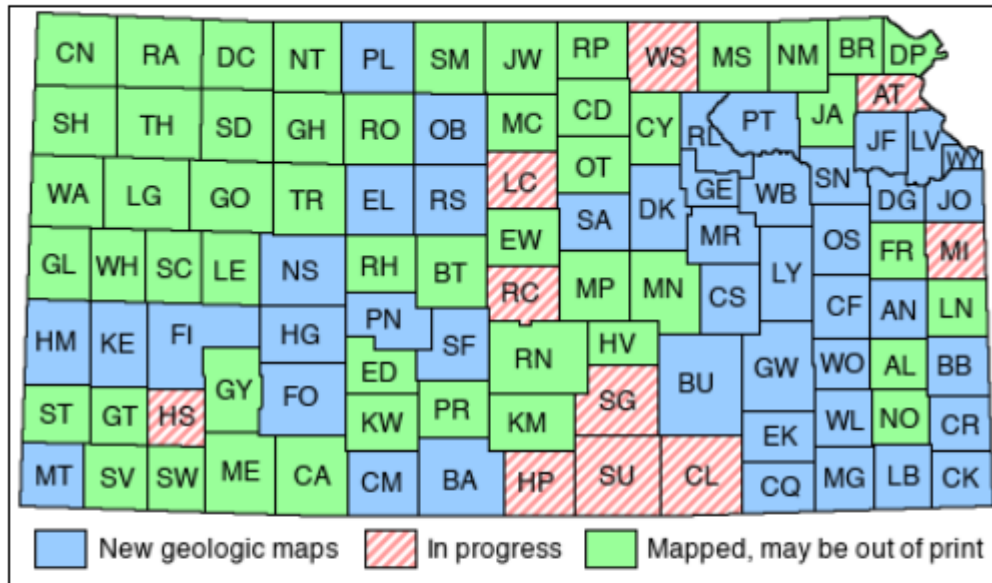 CN RA DC NT PL SM JW RP WS MS NM BR DP
AT
SH TH SD GH RO OB MC CD CY RL PT JA JF LV WY
WA LG GO TR EL RS LC OT SA DK GE WB SN DG JO
GL WH SC LE NS RH BT EW RC MP MN MR CS LY OS FR MI
HM KE FI HG PN SF RN HV BU GW CF AN LN
ST GT HS GY FO ED KW PR KM SG EK WO AL BB
WL NO CR
MT SV SW ME CA CM BA HP SU CL CQ MG LB CK
New geologic maps In progress Mapped, may be out of print